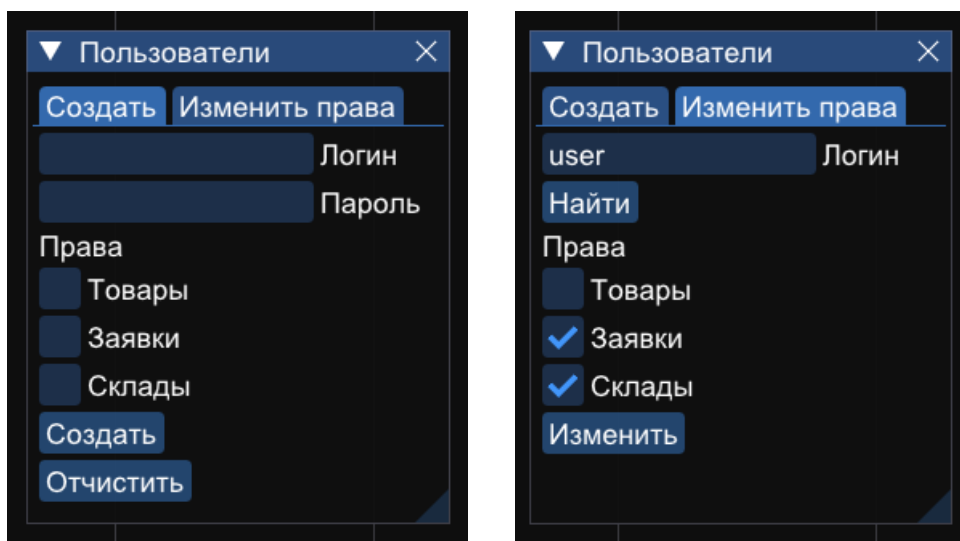 Пользователи
Создать Изменить права
Логин
Пароль
Права
Товары
Заявки
Склады
Создать
Отчистить
Пользователи
Создать Изменить права
user Логин
Найти
Права
Товары
Заявки
Склады
Изменить